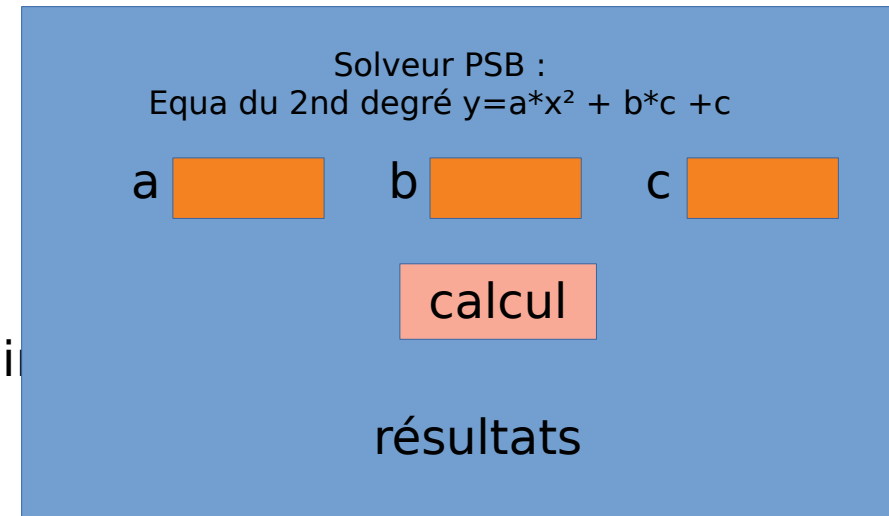 Solveur PSB :
Equa du 2nd degré y=a*x² + b*c +c
a b c
calcul
résultats